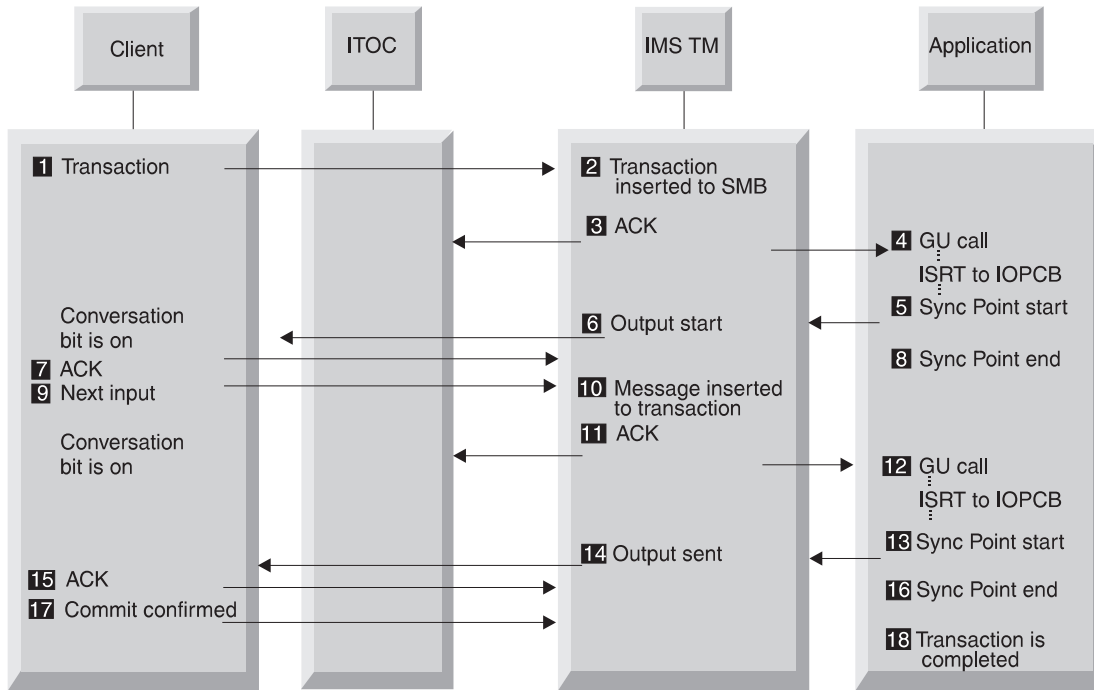 Client
ITOC
IMS TM
Application
1 Transaction
2 Transaction
inserted to SMB
3 ACK
4 GU call
ISRT to IOPCB
5 Sync Point start
Conversation
bit is on
6 Output start
7 ACK
8 Sync Point end
9 Next input
10 Message inserted
to transaction
11 ACK
Conversation
bit is on
12 GU call
ISRT to IOPCB
13 Sync Point start
14 Output sent
15 ACK
16 Sync Point end
17 Commit confirmed
18 Transaction is
completed